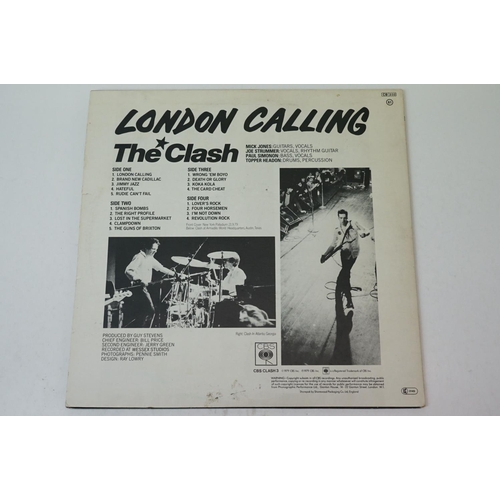 LONDON CALLING
The Clash
MICK JONES: GUITARS, VOCALS
JOE STRUMMER: VOCALS, RHYTHM GUITAR
PAUL SIMONON: BASS, VOCALS
TOPPER HEADON: DRUMS, PERCUSSION
SIDE ONE
1. LONDON CALLING
2. BRAND NEW CADILLAC
3. JIMMY JAZZ
4. HATEFUL
5. RUDIE CAN'T FAIL
SIDE TWO
1. SPANISH BOMBS
2. THE RIGHT PROFILE
3. LOST IN THE SUPERMARKET
4. CLAMPDOWN
5. THE GUNS OF BRIXTON
SIDE THREE
1. WRONG 'EM BOYO
2. DEATH OR GLORY
3. KOKA KOLA
4. THE CARD CHEAT
SIDE FOUR
1. LOVER'S ROCK
2. FOUR HORSEMEN
3. I'M NOT DOWN
4. REVOLUTION ROCK
PRODUCED BY GUY STEVENS
CHIEF ENGINEER: BILL PRICE
SECOND ENGINEER: JERRY GREEN
RECORDED AT WESSEX STUDIOS
PHOTOGRAPHS: PENNIE SMITH
DESIGN: RAY LOWRY
CBS
CBS CLASH 3